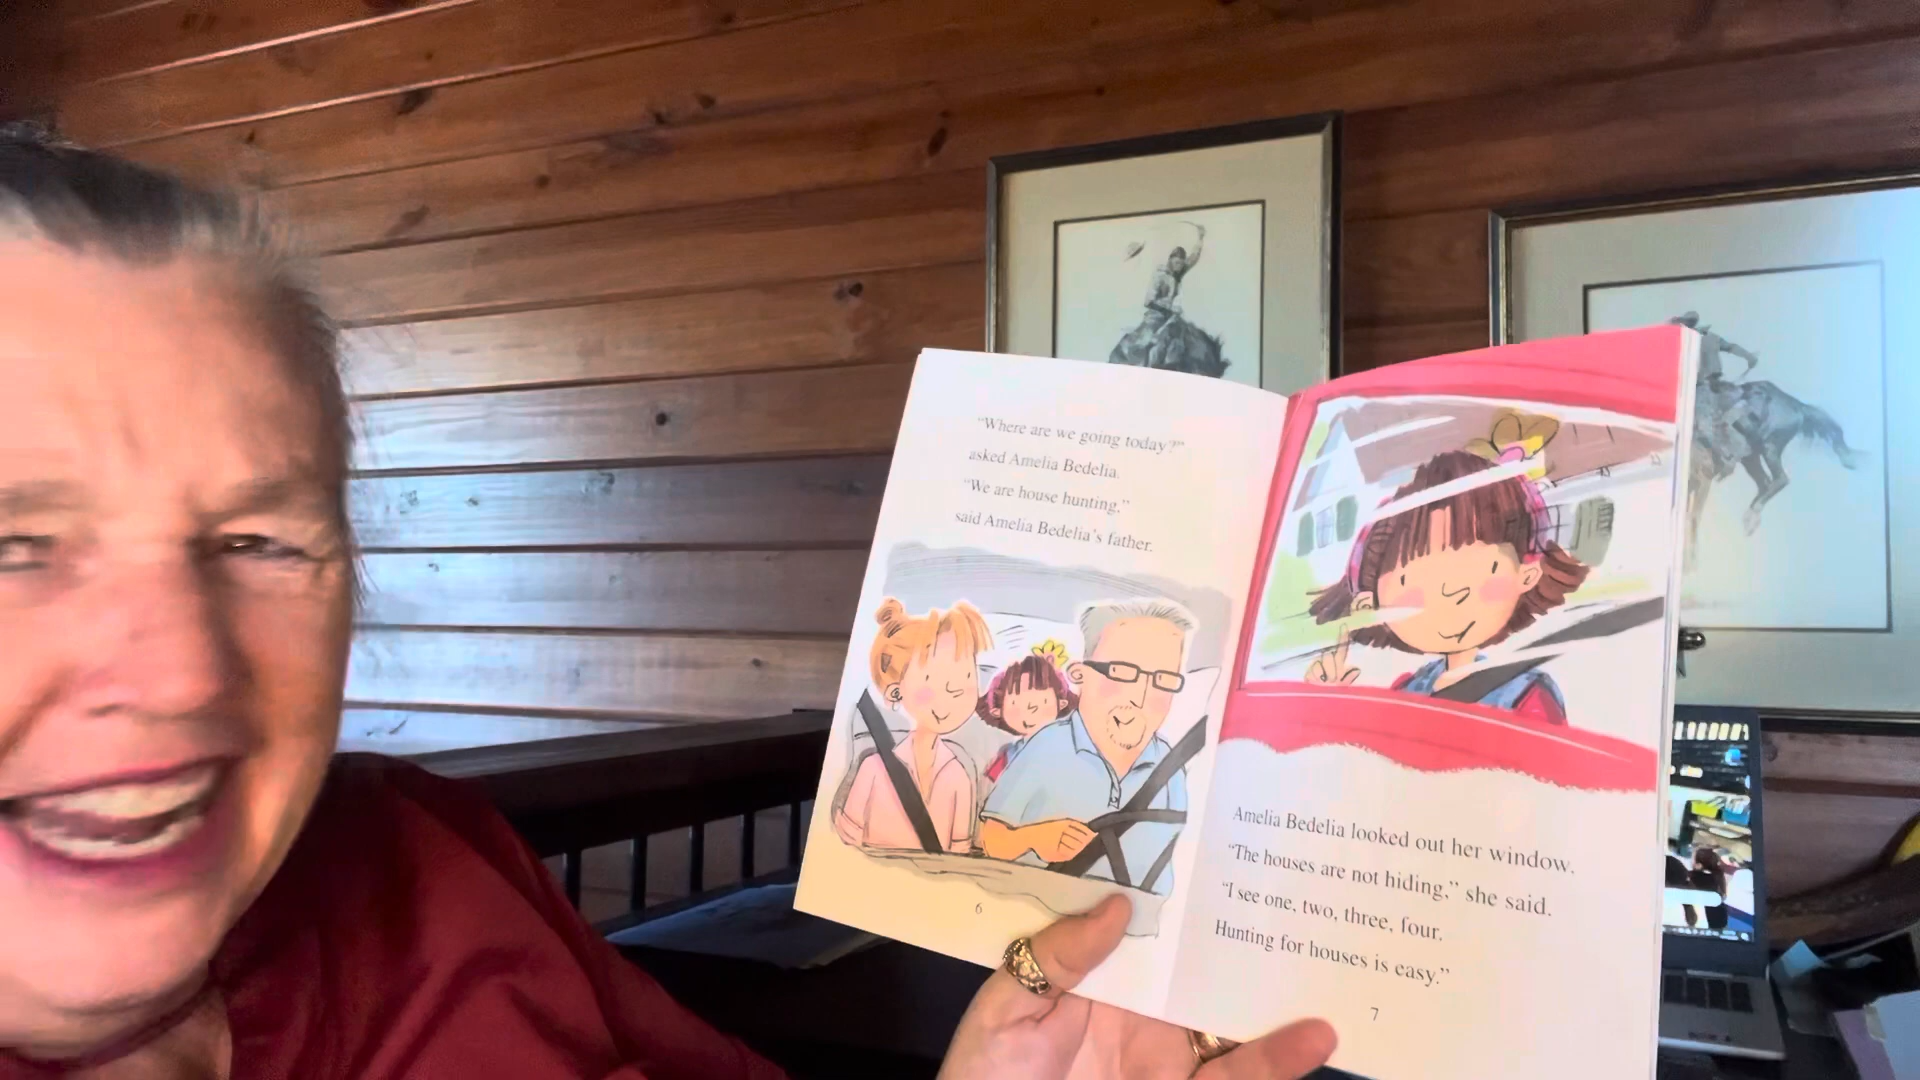 "Where are we going today?"
asked Amelia Bedelia.
"We are house hunting,"
said Amelia Bedelia's father.
6
Amelia Bedelia looked out her window.
"The houses are not hiding," she said.
"I see one, two, three, four.
Hunting for houses is easy."
7